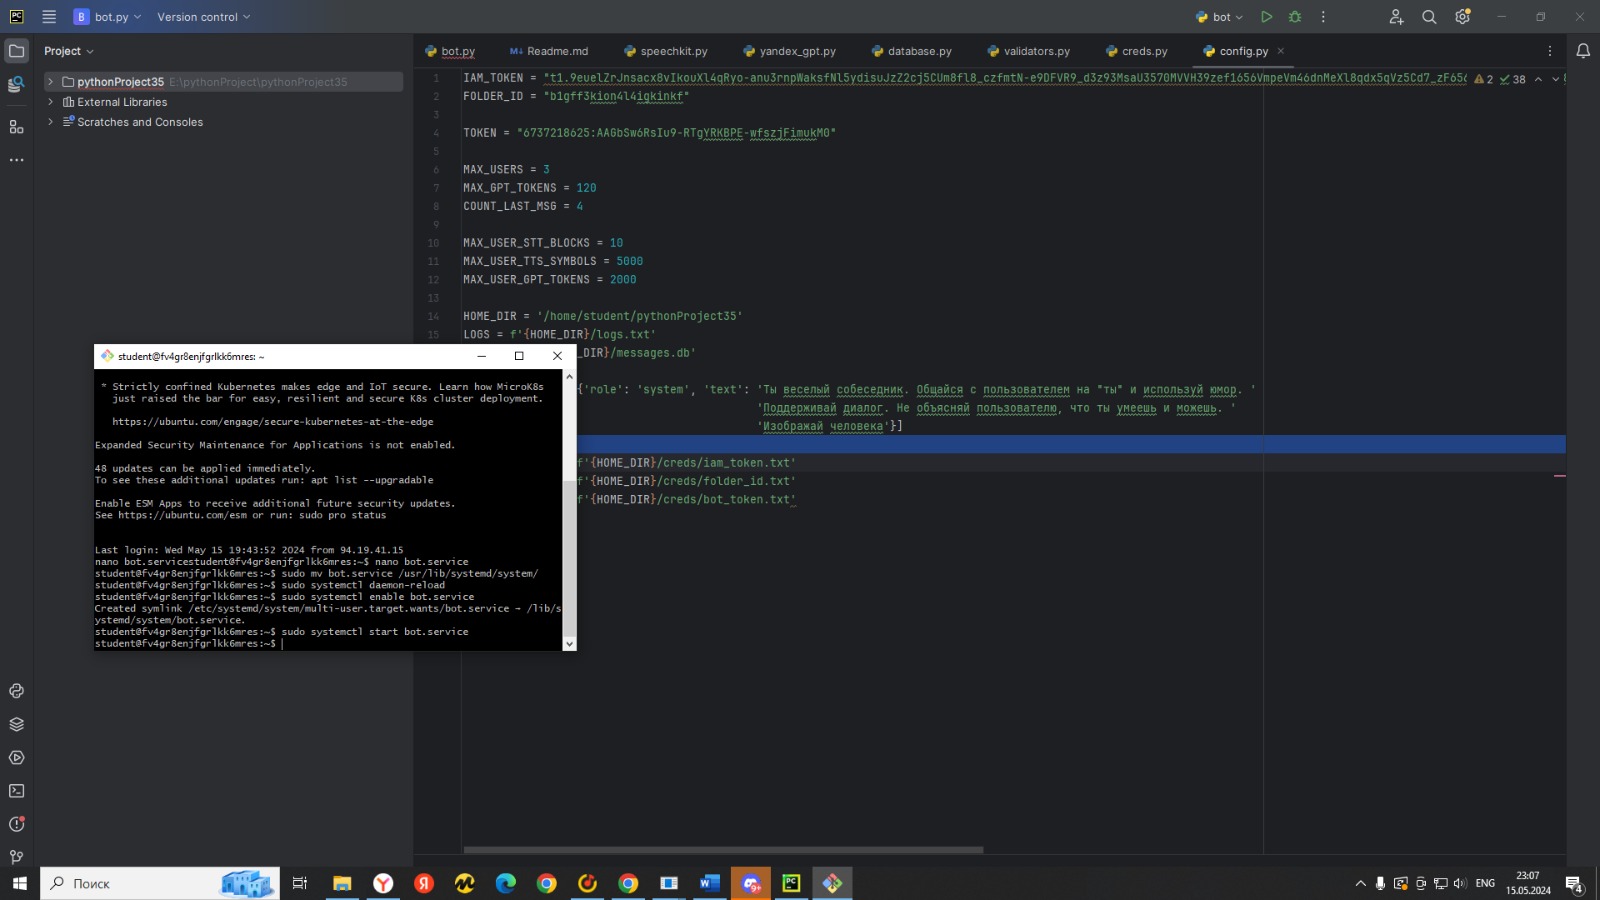 bot.py
Version control
bot
Project
bot.py
Readme.md
speechkit.py
yandex_gpt.py
database.py
validators.py
creds.py
config.py
pythonProject35 E:\pythonProject\pythonProject35
External Libraries
Scratches and Consoles
1 IAM_TOKEN =
2 38
2 FOLDER_ID = "b1gff3kion4l4igkinkf"
3
4 TOKEN = "6737218625:AAGbSw6RsIu9-RTgYRKBPE-wfszjFimukM0"
5
6 MAX_USERS = 3
7 MAX_GPT_TOKENS = 120
8 COUNT_LAST_MSG = 4
9
10 MAX_USER_STT_BLOCKS = 10
11 MAX_USER_TTS_SYMBOLS = 5000
12 MAX_USER_GPT_TOKENS = 2000
13
14 HOME_DIR = '/home/student/pythonProject35'
15 LOGS = f'{HOME_DIR}/logs.txt'
_DIR}/messages.db'
{'role': 'system', 'text': 'Ты веселый собеседник. Общайся с пользователем на "ты" и используй юмор. '
'Поддерживай диалог. Не объясняй пользователю, что ты умеешь и можешь. '
'Изображай человека'}]
f'{HOME_DIR}/creds/iam_token.txt'
f'{HOME_DIR}/creds/folder_id.txt'
f'{HOME_DIR}/creds/bot_token.txt'
student@fv4gr8enjfgrlkk6mres: ~
* Strictly confined Kubernetes makes edge and IoT secure. Learn how MicroK8s
just raised the bar for easy, resilient and secure K8s cluster deployment.
https://ubuntu.com/engage/secure-kubernetes-at-the-edge
Expanded Security Maintenance for Applications is not enabled.
48 updates can be applied immediately.
To see these additional updates run: apt list --upgradable
Enable ESM Apps to receive additional future security updates.
See https://ubuntu.com/esm or run: sudo pro status
Last login: Wed May 15 19:43:52 2024 from 94.19.41.15
nano bot.servicestudent@fv4gr8enjfgrlkk6mres:~$ nano bot.service
student@fv4gr8enjfgrlkk6mres:~$ sudo mv bot.service /usr/lib/systemd/system/
student@fv4gr8enjfgrlkk6mres:~$ sudo systemctl daemon-reload
student@fv4gr8enjfgrlkk6mres:~$ sudo systemctl enable bot.service
Created symlink /etc/systemd/system/multi-user.target.wants/bot.service → /lib/s
ystemd/system/bot.service.
student@fv4gr8enjfgrlkk6mres:~$ sudo systemctl start bot.service
student@fv4gr8enjfgrlkk6mres:~$
Поиск
ENG
23:07
15.05.2024